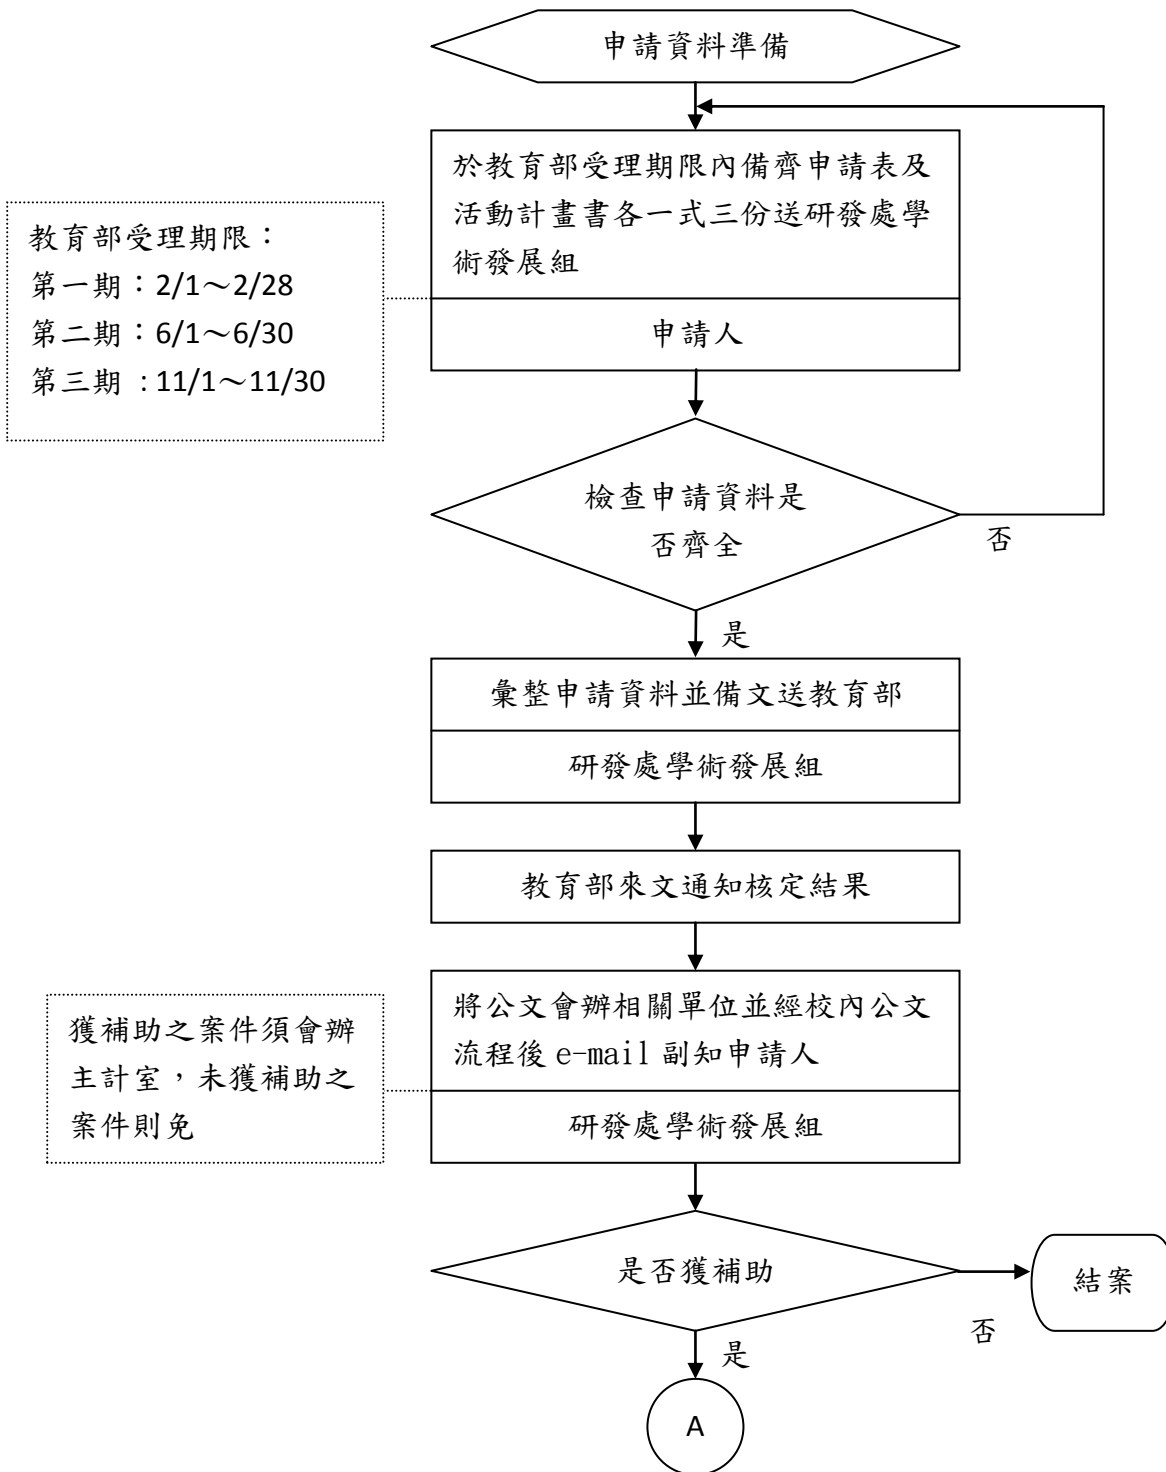 申請資料準備
於教育部受理期限內備齊申請表及
活動計畫書各一式三份送研發處學
術發展組
申請人
教育部受理期限：
第一期：2/1～2/28
第二期：6/1～6/30
第三期 : 11/1～11/30
檢查申請資料是
否齊全
否
是
彙整申請資料並備文送教育部
研發處學術發展組
教育部來文通知核定結果
將公文會辦相關單位並經校內公文
流程後 e-mail 副知申請人
研發處學術發展組
獲補助之案件須會辦
主計室，未獲補助之
案件則免
是否獲補助
結案
否
是
A